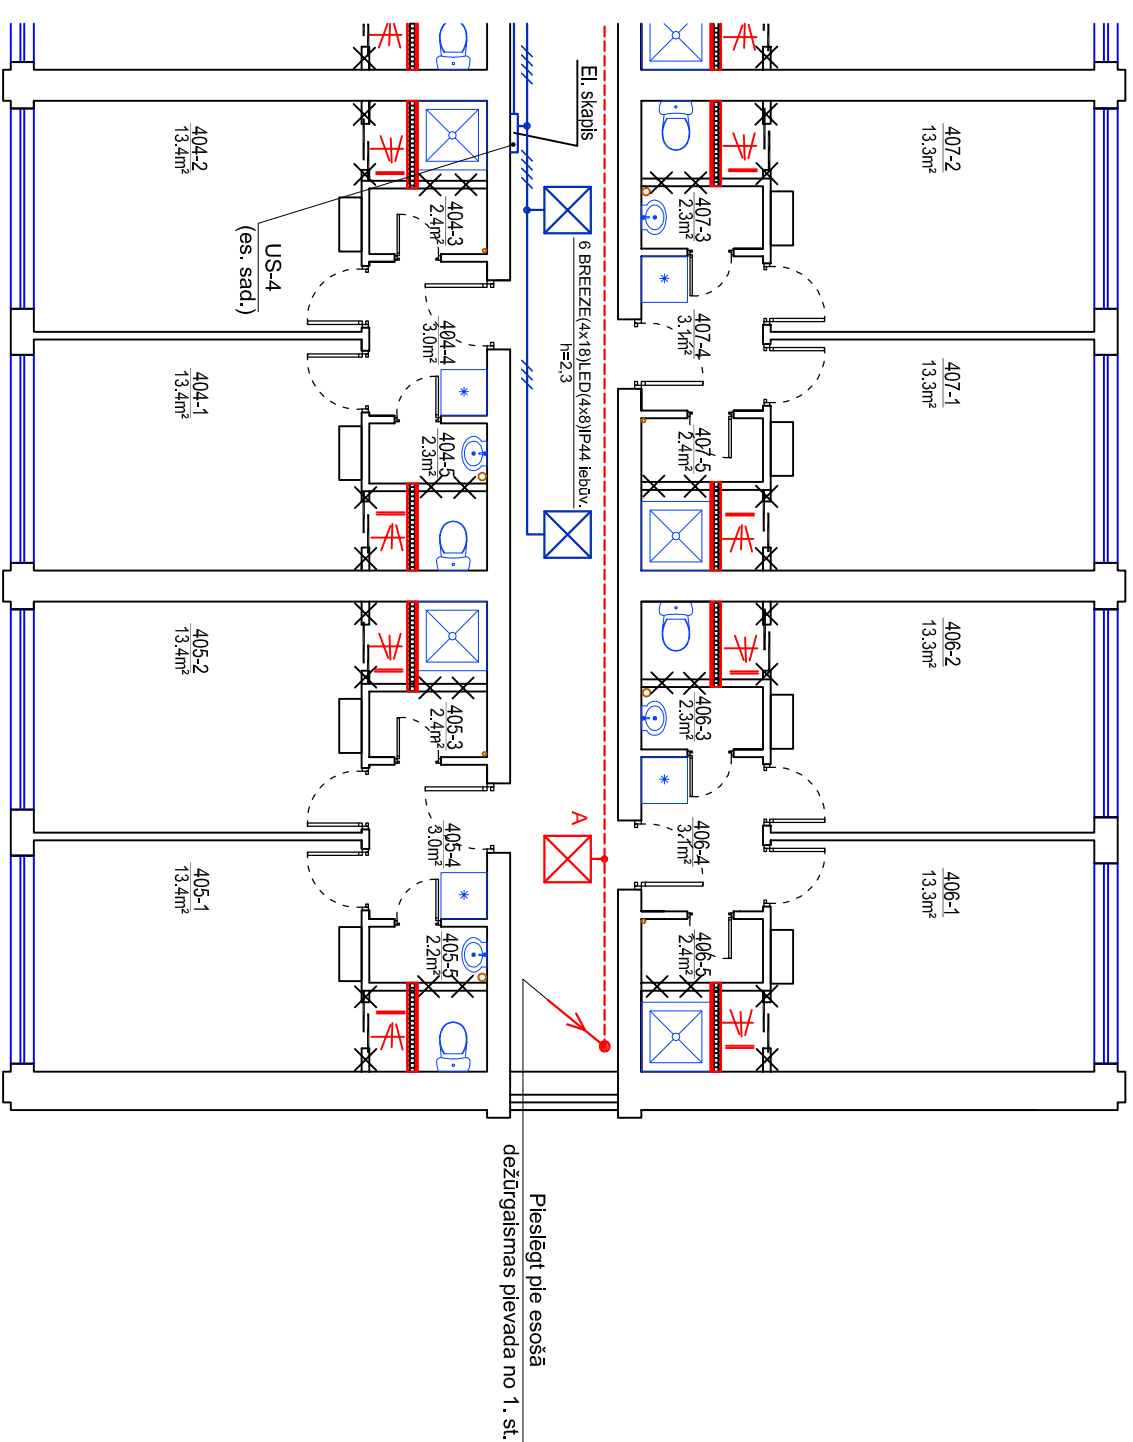 El. skapis
404-2
13.4m²
407-2
13.3m²
404-3
2.4m²
407-3
2.3m²
US-4
(es. sad.)
6 BREEZE(4x18)LED(4x8)IP44 iebūv.
h=2,3
404-4
3.0m²
407-4
3.1m²
404-1
13.4m²
407-1
13.3m²
404-5
2.3m²
407-5
2.4m²
405-2
13.4m²
406-2
13.3m²
405-3
2.4m²
406-3
2.3m²
A
405-4
3.0m²
406-4
3.1m²
405-1
13.4m²
406-1
13.3m²
405-5
2.2m²
406-5
2.4m²
Pieslēgt pie esošā
dežūrgaismas pievada no 1. st.